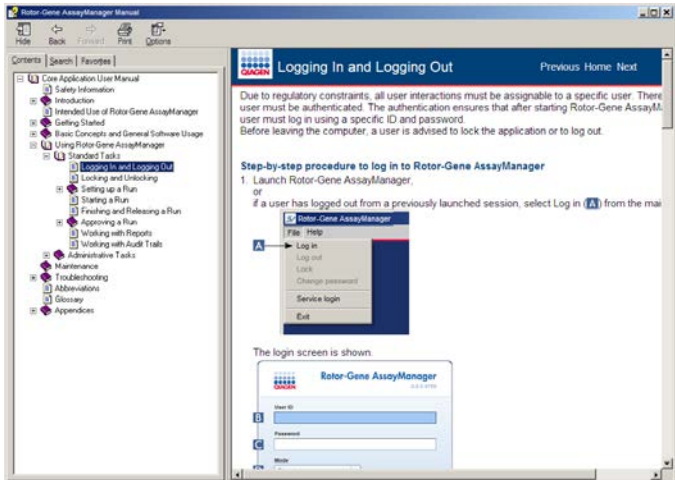 Rotor-Gene AssayManager Manual
Hide Back Forward Print Options
Contents Search Favorites
Core Application User Manual
Safety Information
Introduction
Intended Use of Rotor-Gene AssayManager
Getting Started
Basic Concepts and General Software Usage
Using Rotor-Gene AssayManager
Standard Tasks
Logging In and Logging Out
Locking and Unlocking
Setting up a Run
Starting a Run
Finishing and Releasing a Run
Approving a Run
Working with Reports
Working with Audit Trails
Administrative Tasks
Maintenance
Troubleshooting
Abbreviations
Glossary
Appendices
QIAGEN
Logging In and Logging Out
Previous Home Next
Due to regulatory constraints, all user interactions must be assignable to a specific user. There
user must be authenticated. The authentication ensures that after starting Rotor-Gene AssayM
user must log in using a specific ID and password.
Before leaving the computer, a user is advised to lock the application or to log out.
Step-by-step procedure to log in to Rotor-Gene AssayManager
1. Launch Rotor-Gene AssayManager,
or
if a user has logged out from a previously launched session, select Log in (A) from the mai
Rotor-Gene AssayManager
File Help
A Log in
Log out
Lock
Change password
Service login
Exit
The login screen is shown.
QIAGEN
Rotor-Gene AssayManager
User ID
B
Password
C
Mode